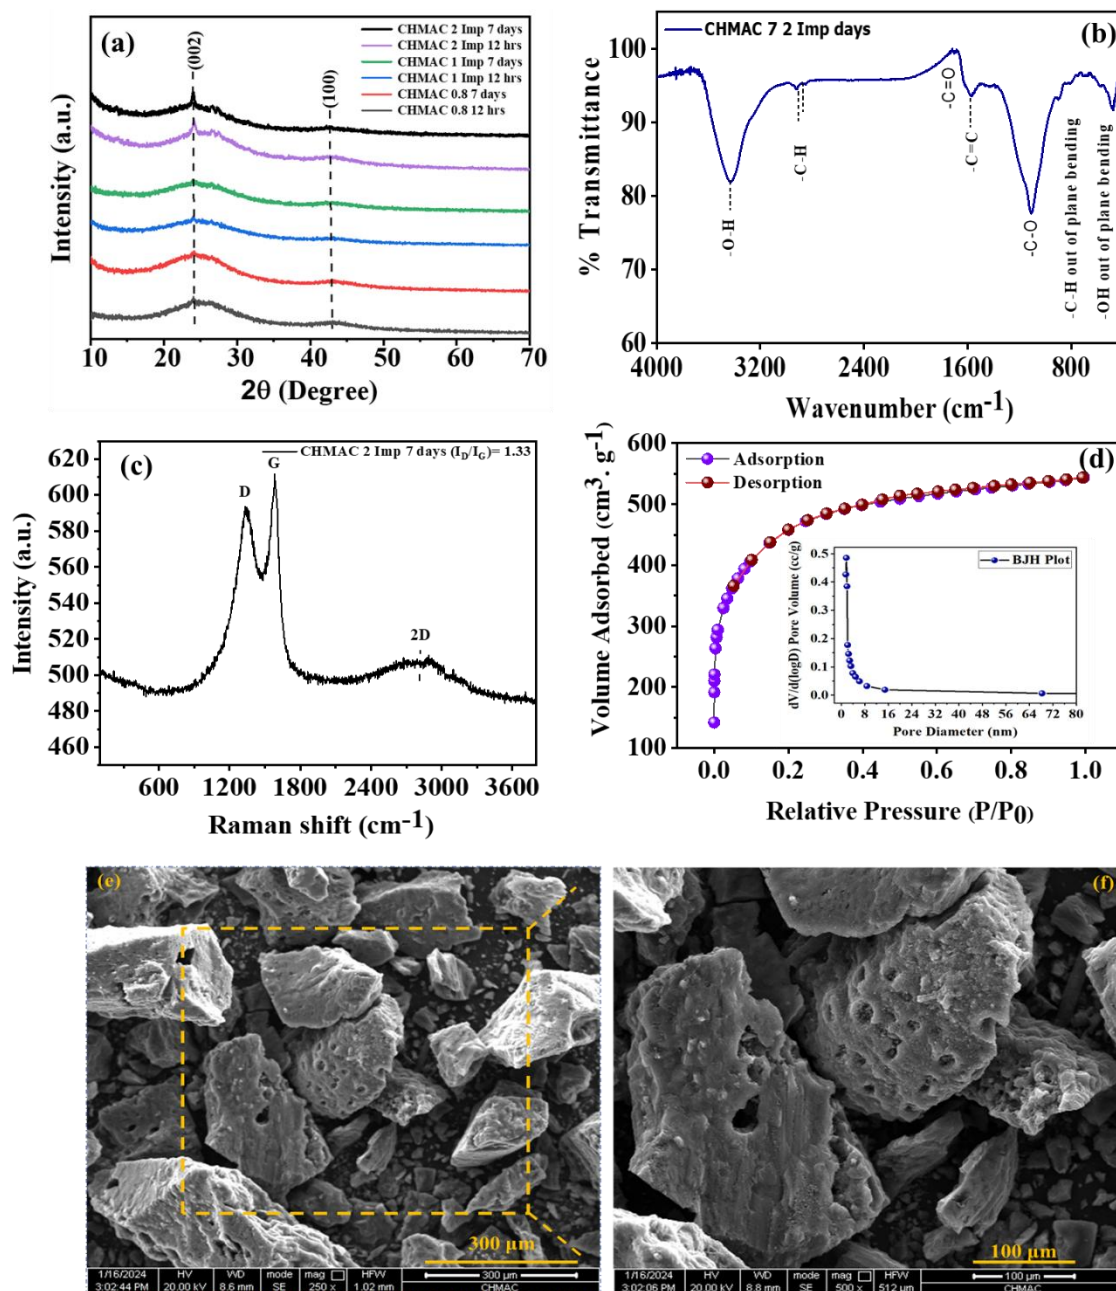 (a)
(002)
(100)
CHMAC 2 Imp 7 days
CHMAC 2 Imp 12 hrs
CHMAC 1 Imp 7 days
CHMAC 1 Imp 12 hrs
CHMAC 0.8 7 days
CHMAC 0.8 12 hrs
Intensity (a.u.)
10 20 30 40 50 60 70
2θ (Degree)
(b)
CHMAC 7 2 Imp days
100
90
80
70
60
% Transmittance
-O-H
-C-H
-C=O
-C=C
-C-O
-C-H out of plane bending
-OH out of plane bending
4000 3200 2400 1600 800
Wavenumber (cm-1)
(c)
CHMAC 2 Imp 7 days (ID/IG)= 1.33
D
G
2D
620
600
580
560
540
520
500
480
460
Intensity (a.u.)
600 1200 1800 2400 3000 3600
Raman shift (cm-1)
(d)
Adsorption
Desorption
600
500
400
300
200
100
Volume Adsorbed (cm3. g-1)
BJH Plot
0.5
0.4
0.3
0.2
0.1
0.0
dV/d(logD) Pore Volume (cc/g)
0 8 16 24 32 40 48 56 64 72 80
Pore Diameter (nm)
0.0 0.2 0.4 0.6 0.8 1.0
Relative Pressure (P/P0)
(e)
300 µm
1/16/2024 HV WD mode mag HFW 300 µm
3:02:44 PM 20.00 kV 8.6 mm SE 250 x 1.02 mm CHMAC
(f)
100 µm
1/16/2024 HV WD mode mag HFW 100 µm
3:02:06 PM 20.00 kV 8.8 mm SE 500 x 512 µm CHMAC